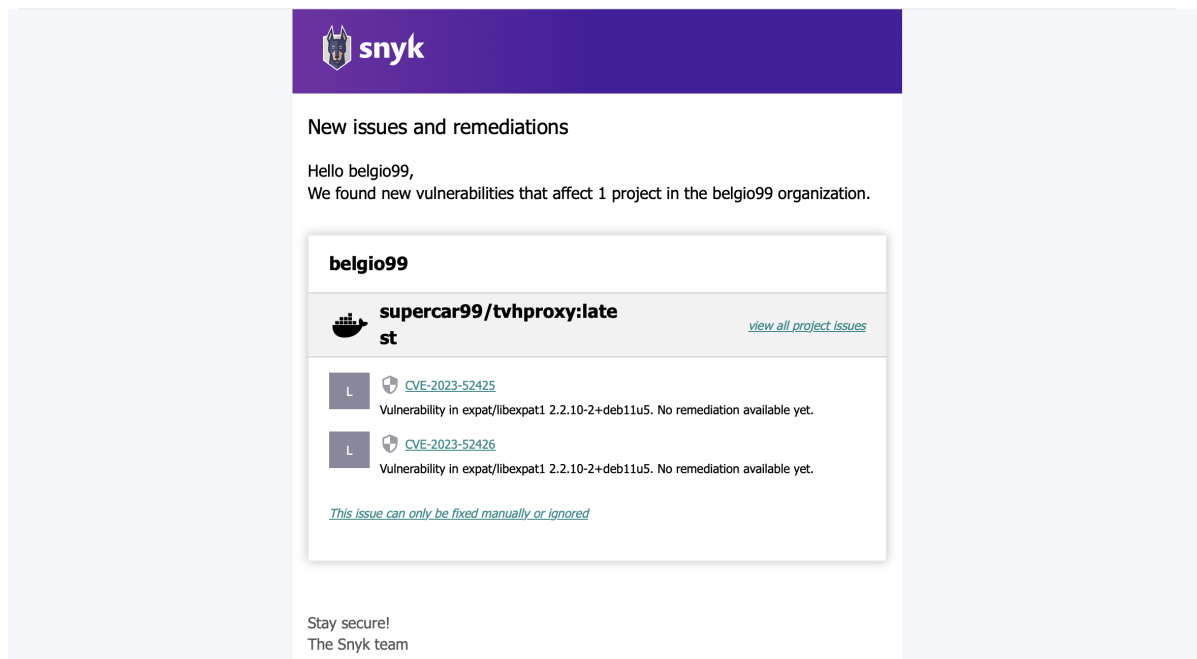 snyk
New issues and remediations
Hello belgio99,
We found new vulnerabilities that affect 1 project in the belgio99 organization.
belgio99
supercar99/tvhproxy:late
st
view all project issues
L
CVE-2023-52425
Vulnerability in expat/libexpat1 2.2.10-2+deb11u5. No remediation available yet.
L
CVE-2023-52426
Vulnerability in expat/libexpat1 2.2.10-2+deb11u5. No remediation available yet.
This issue can only be fixed manually or ignored
Stay secure!
The Snyk team